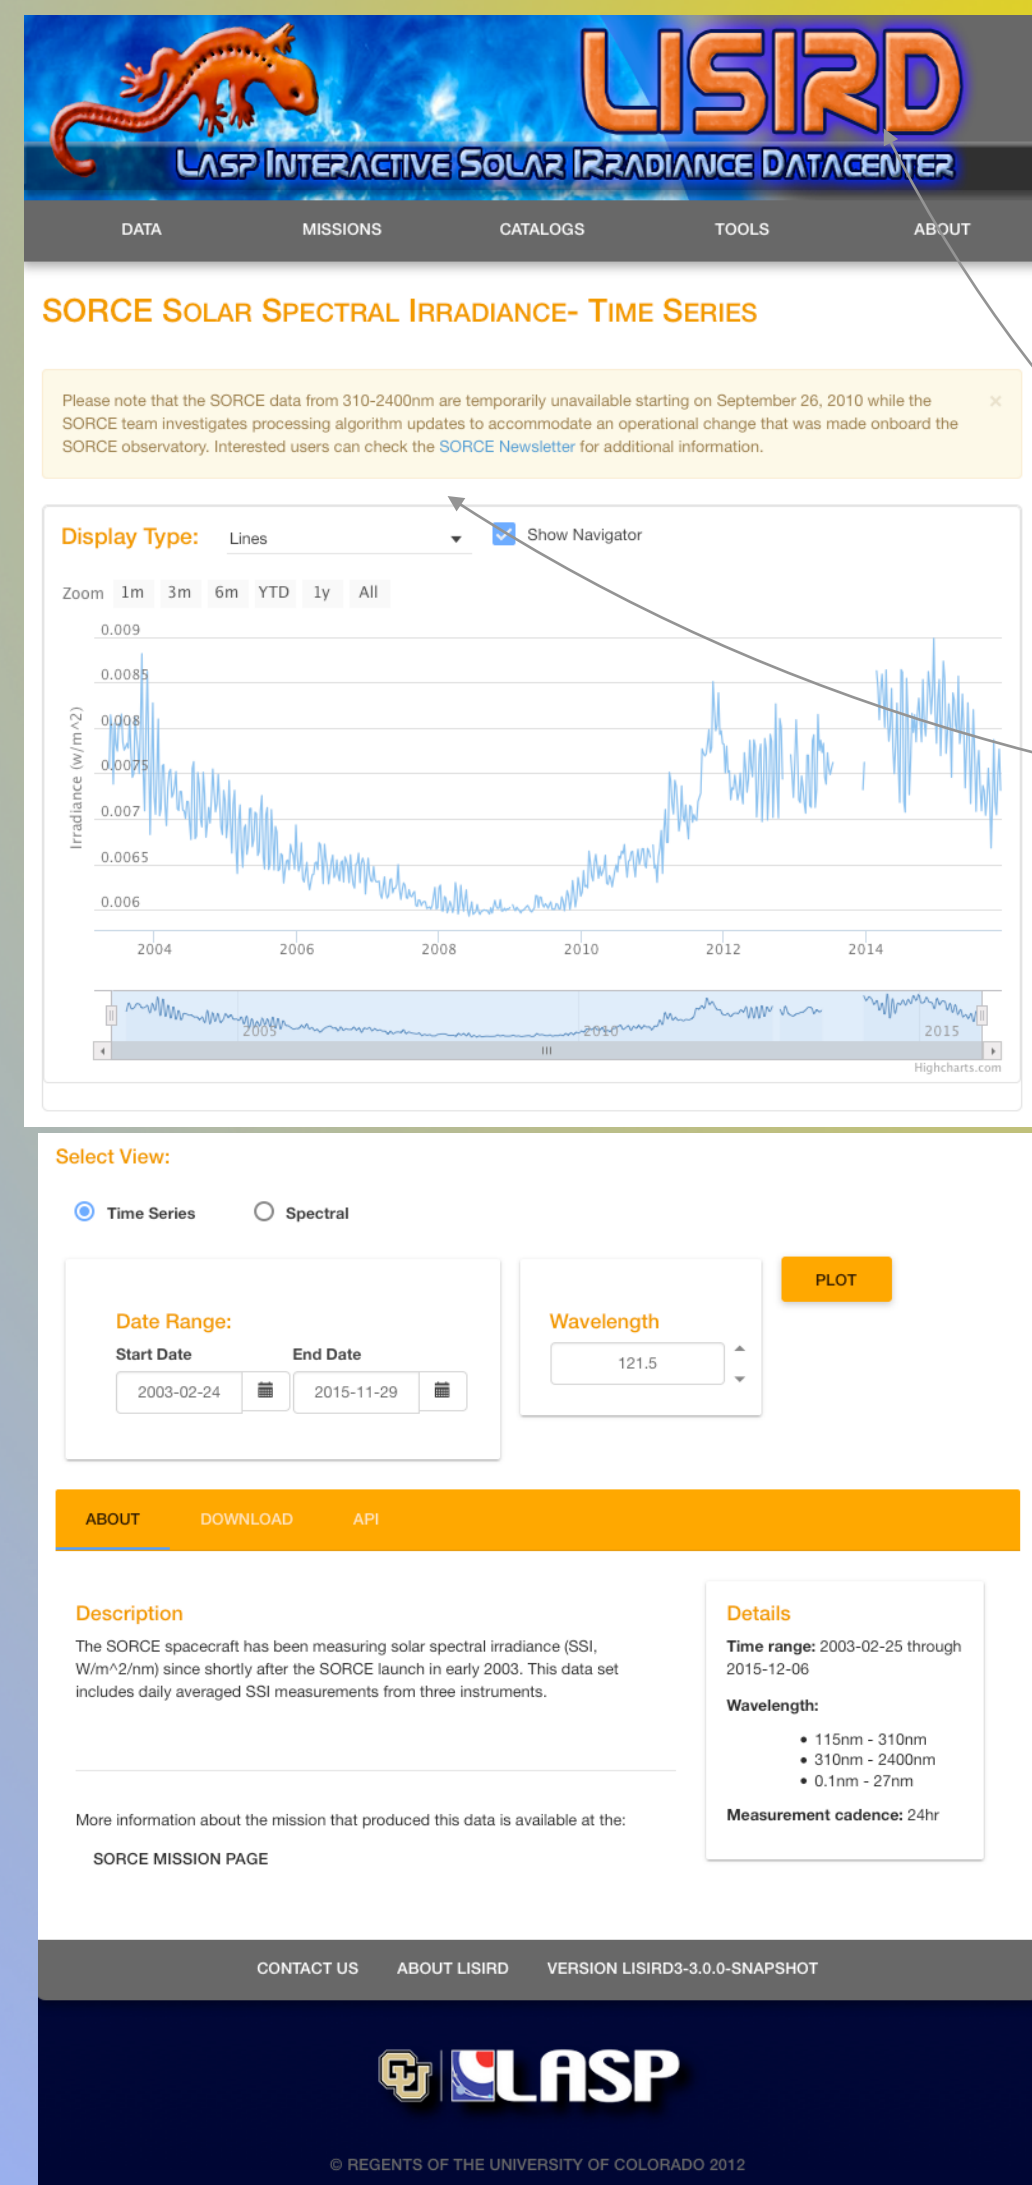 LISIRD
LASP INTERACTIVE SOLAR IRRADIANCE DATACENTER
DATA MISSIONS CATALOGS TOOLS ABOUT
SORCE SOLAR SPECTRAL IRRADIANCE- TIME SERIES
Please note that the SORCE data from 310-2400nm are temporarily unavailable starting on September 26, 2010 while the
SORCE team investigates processing algorithm updates to accommodate an operational change that was made onboard the
SORCE observatory. Interested users can check the SORCE Newsletter for additional information.
×
Display Type: Lines Show Navigator
Zoom 1m 3m 6m YTD 1y All
Irradiance (w/m^2)
0.009
0.0085
0.008
0.0075
0.007
0.0065
0.006
2004 2006 2008 2010 2012 2014
2005 2010 2015
Highcharts.com
Select View:
Time Series Spectral
PLOT
Date Range:
Start Date End Date
2003-02-24 2015-11-29
Wavelength
121.5
ABOUT DOWNLOAD API
Description
The SORCE spacecraft has been measuring solar spectral irradiance (SSI,
W/m^2/nm) since shortly after the SORCE launch in early 2003. This data set
includes daily averaged SSI measurements from three instruments.
More information about the mission that produced this data is available at the:
SORCE MISSION PAGE
Details
Time range: 2003-02-25 through
2015-12-06
Wavelength:
• 115nm - 310nm
• 310nm - 2400nm
• 0.1nm - 27nm
Measurement cadence: 24hr
CONTACT US ABOUT LISIRD VERSION LISIRD3-3.0.0-SNAPSHOT
CU LASP
© REGENTS OF THE UNIVERSITY OF COLORADO 2012